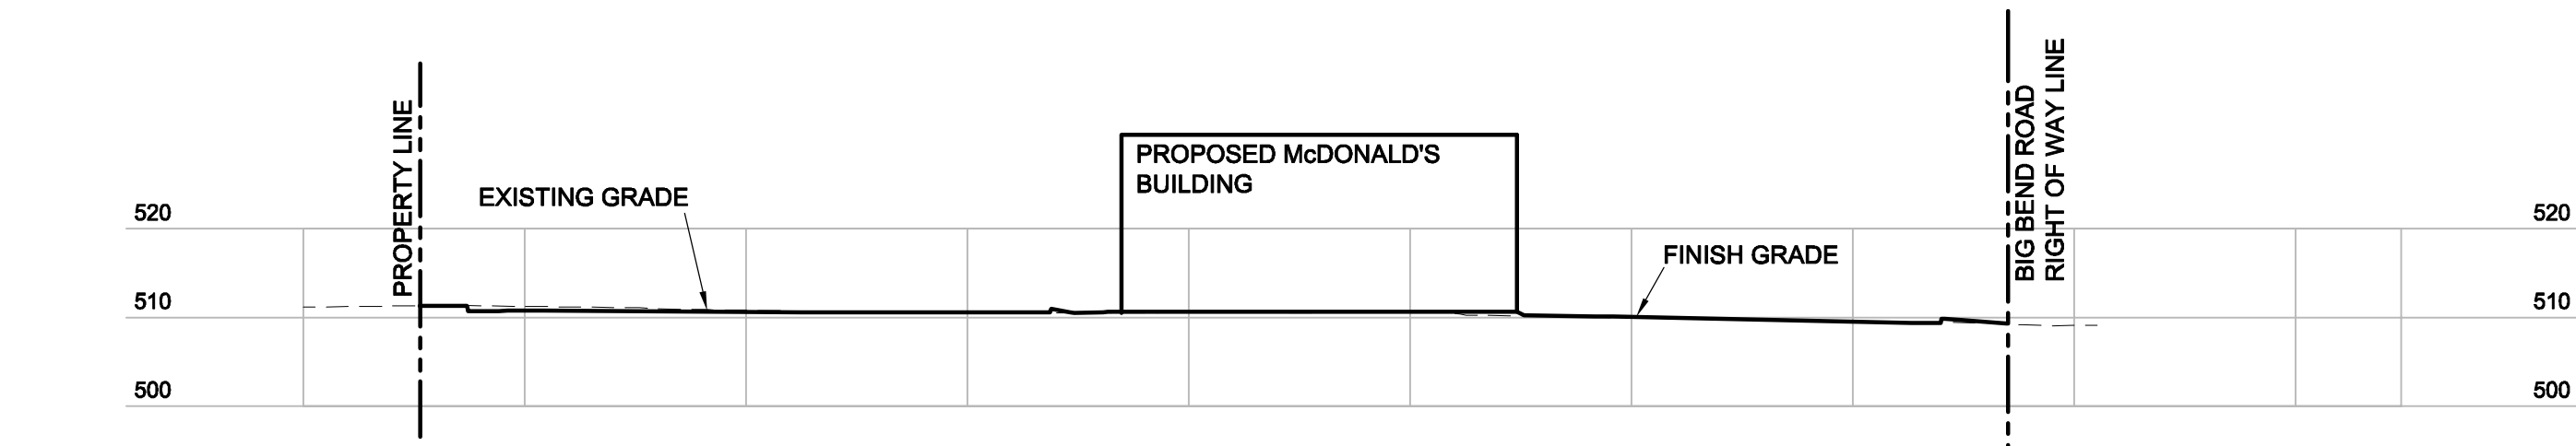 PROPERTY LINE
BIG BEND ROAD
RIGHT OF WAY LINE
PROPOSED McDONALD'S
BUILDING
EXISTING GRADE
520
520
FINISH GRADE
510
510
500
500